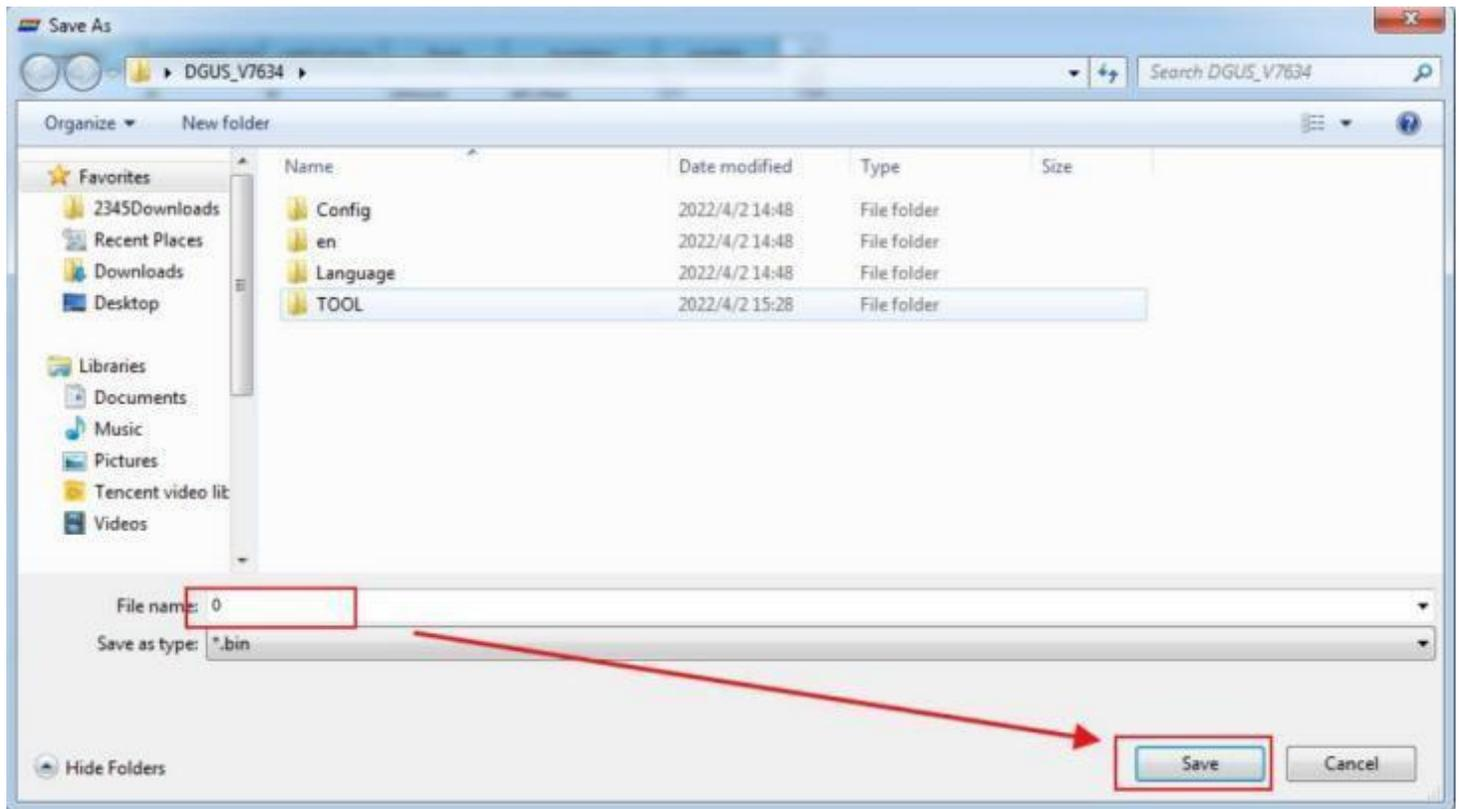 Save As
DGUS_V7634
Search DGUS_V7634
Organize
New folder
Name
Date modified
Type
Size
Favorites
2345Downloads
Recent Places
Downloads
Desktop
Libraries
Documents
Music
Pictures
Tencent video lib
Videos
Config 2022/4/2 14:48 File folder
en 2022/4/2 14:48 File folder
Language 2022/4/2 14:48 File folder
TOOL 2022/4/2 15:28 File folder
File name: 0
Save as type: *.bin
Hide Folders
Save
Cancel